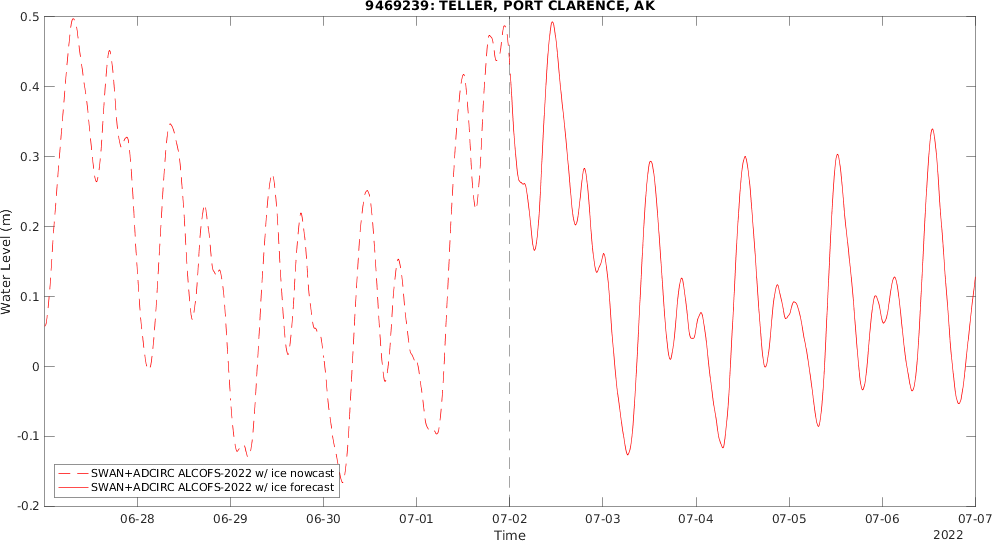 9469239: TELLER, PORT CLARENCE, AK
0.5
0.4
0.3
0.2
0.1
0
-0.1
-0.2
Water Level (m)
SWAN+ADCIRC ALCOFS-2022 w/ ice nowcast
SWAN+ADCIRC ALCOFS-2022 w/ ice forecast
06-28 06-29 06-30 07-01 07-02 07-03 07-04 07-05 07-06 07-07
Time
2022